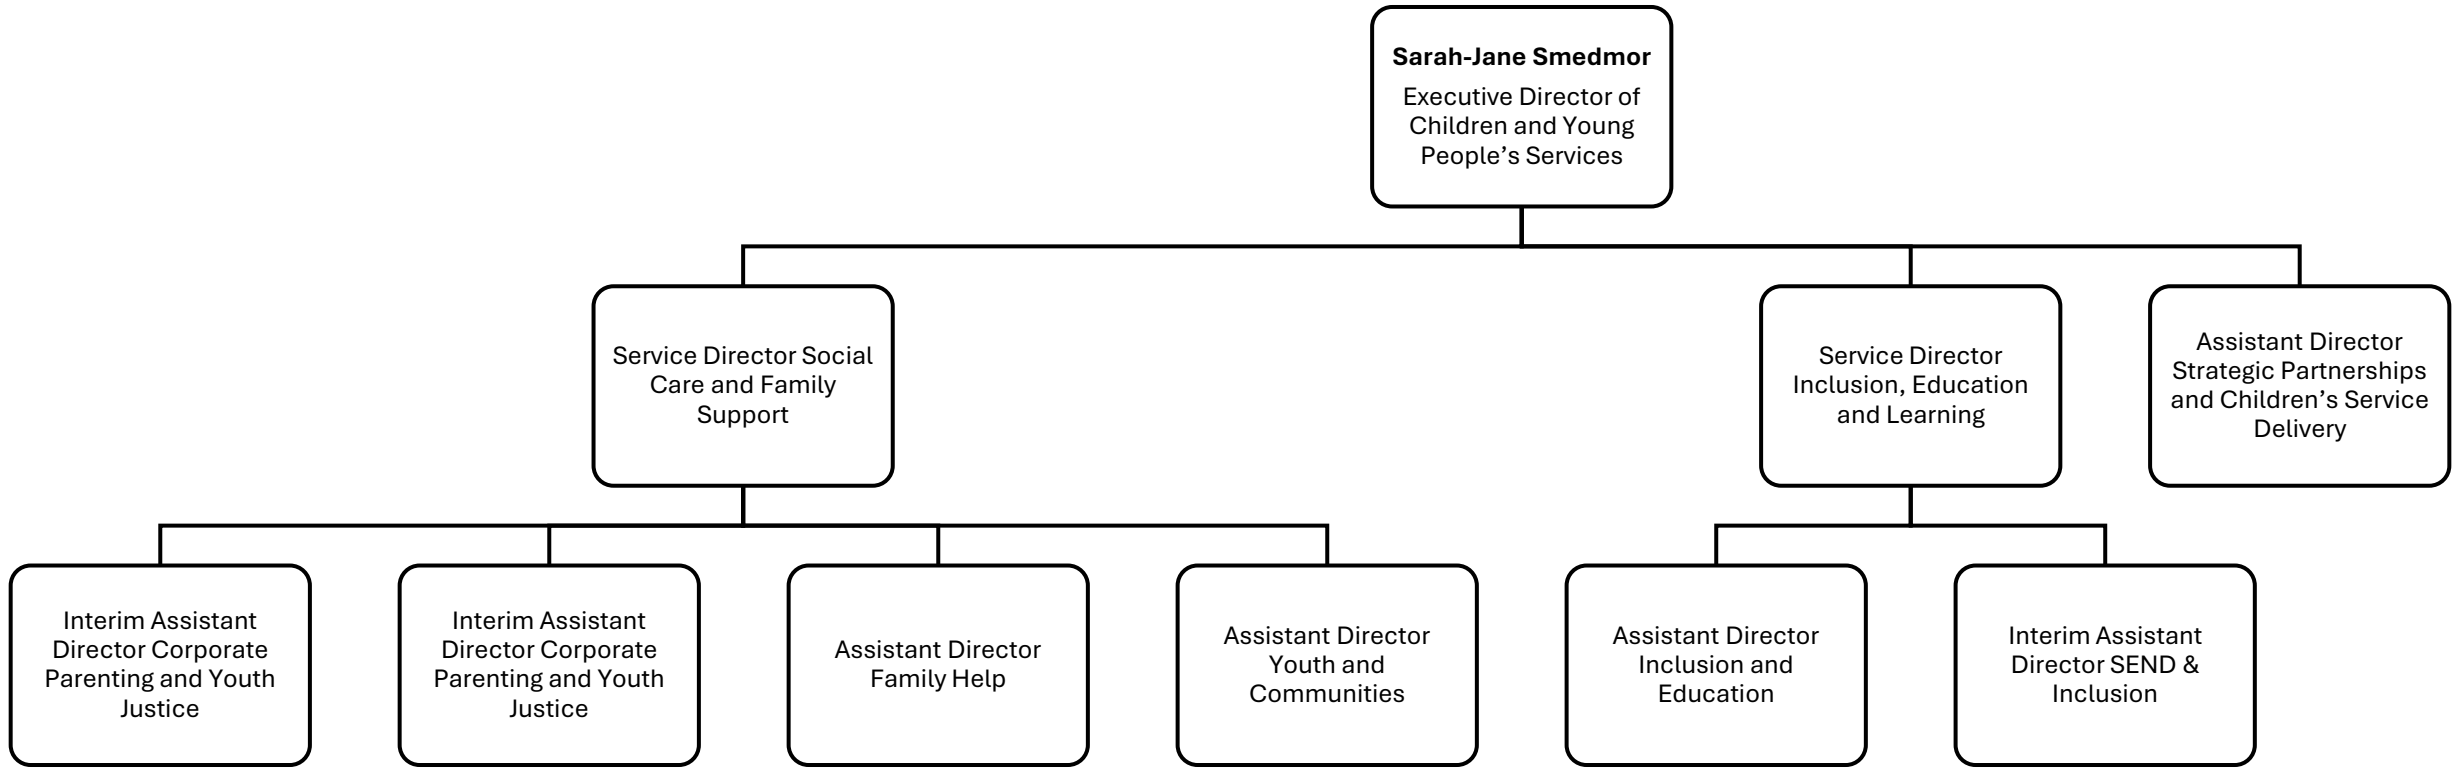 Sarah-Jane Smedmor
Executive Director of
Children and Young
People’s Services
Service Director Social
Care and Family
Support
Service Director
Inclusion, Education
and Learning
Assistant Director
Strategic Partnerships
and Children’s Service
Delivery
Interim Assistant
Director Corporate
Parenting and Youth
Justice
Interim Assistant
Director Corporate
Parenting and Youth
Justice
Assistant Director
Family Help
Assistant Director
Youth and
Communities
Assistant Director
Inclusion and
Education
Interim Assistant
Director SEND &
Inclusion